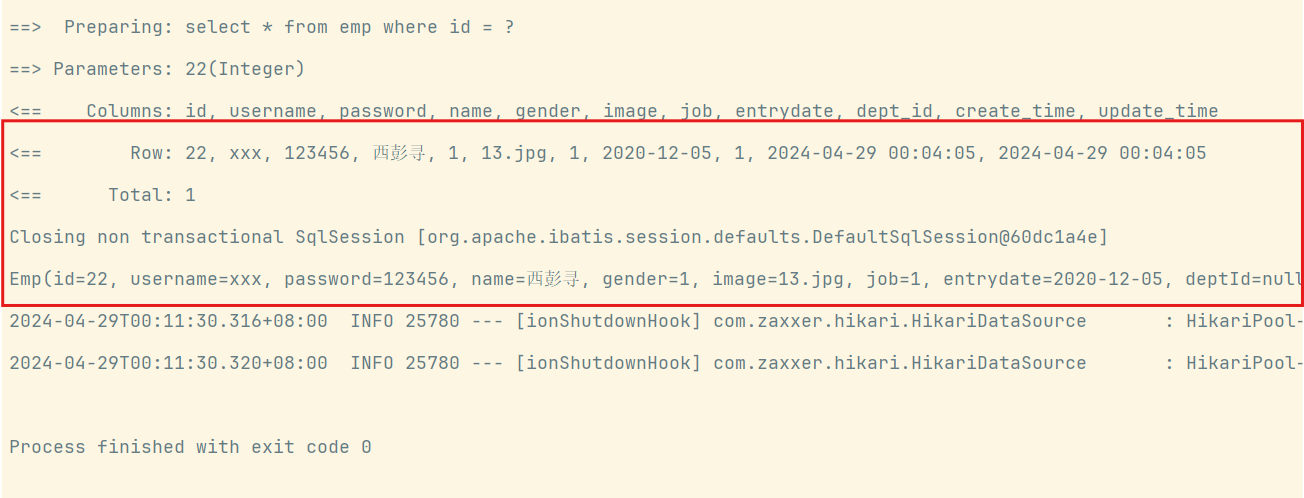 ==>  Preparing: select * from emp where id = ?
==> Parameters: 22(Integer)
<==    Columns: id, username, password, name, gender, image, job, entrydate, dept_id, create_time, update_time
<==        Row: 22, xxx, 123456, 西彭寻, 1, 13.jpg, 1, 2020-12-05, 1, 2024-04-29 00:04:05, 2024-04-29 00:04:05
<==      Total: 1
Closing non transactional SqlSession [org.apache.ibatis.session.defaults.DefaultSqlSession@60dc1a4e]
Emp(id=22, username=xxx, password=123456, name=西彭寻, gender=1, image=13.jpg, job=1, entrydate=2020-12-05, deptId=null
2024-04-29T00:11:30.316+08:00  INFO 25780 --- [ionShutdownHook] com.zaxxer.hikari.HikariDataSource       : HikariPool-
2024-04-29T00:11:30.320+08:00  INFO 25780 --- [ionShutdownHook] com.zaxxer.hikari.HikariDataSource       : HikariPool-
Process finished with exit code 0